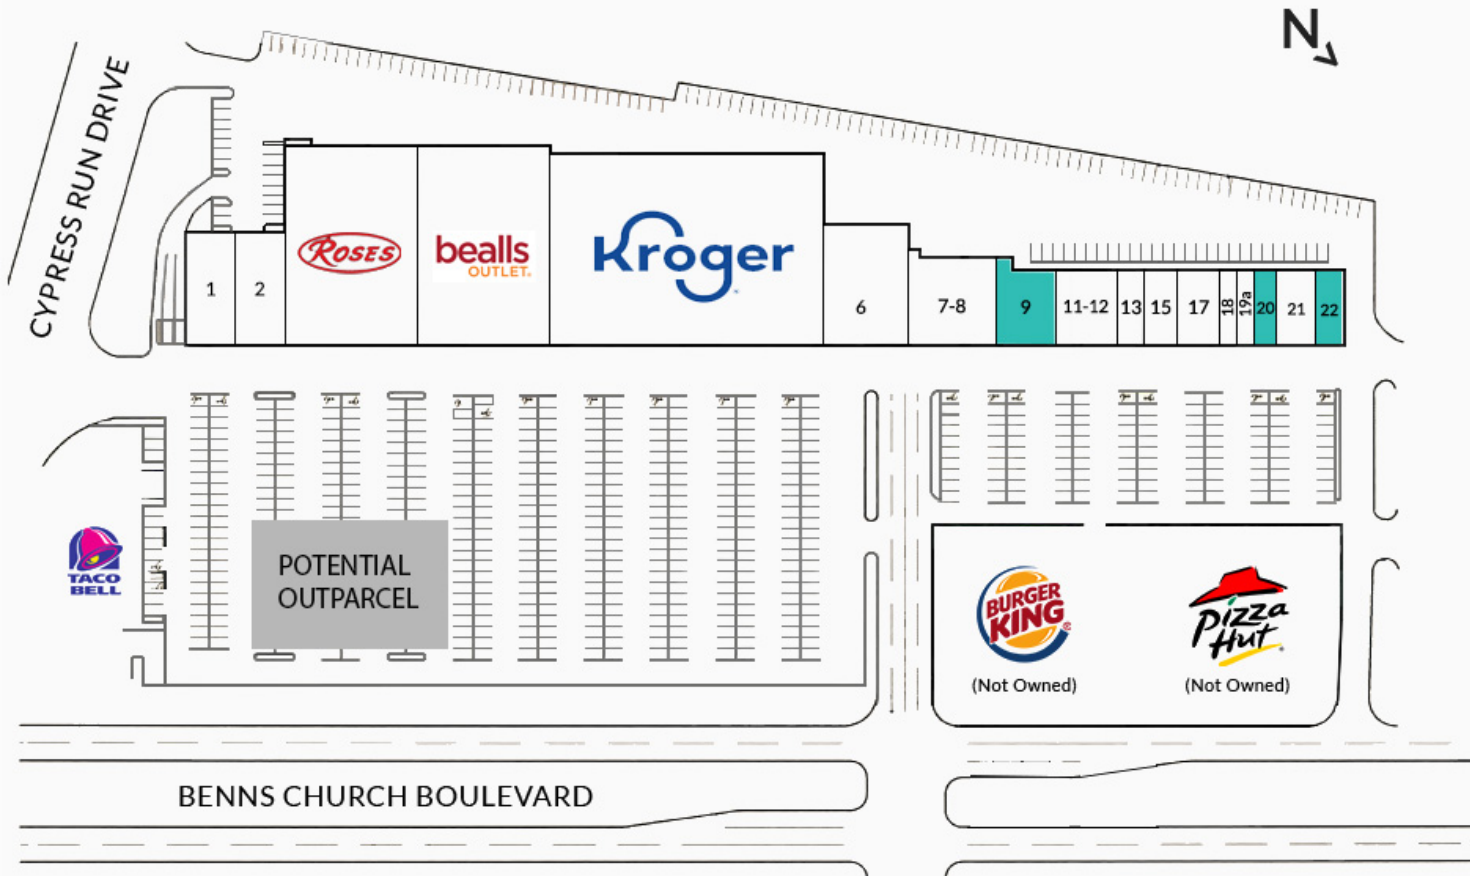 N
CYPRESS RUN DRIVE
ROSES
bealls
OUTLET.
Kroger
1
2
6
7-8
9
11-12
13
15
17
18
19a
20
21
22
TACO
BELL
POTENTIAL
OUTPARCEL
BURGER
KING®
(Not Owned)
Pizza
Hut
(Not Owned)
BENNS CHURCH BOULEVARD